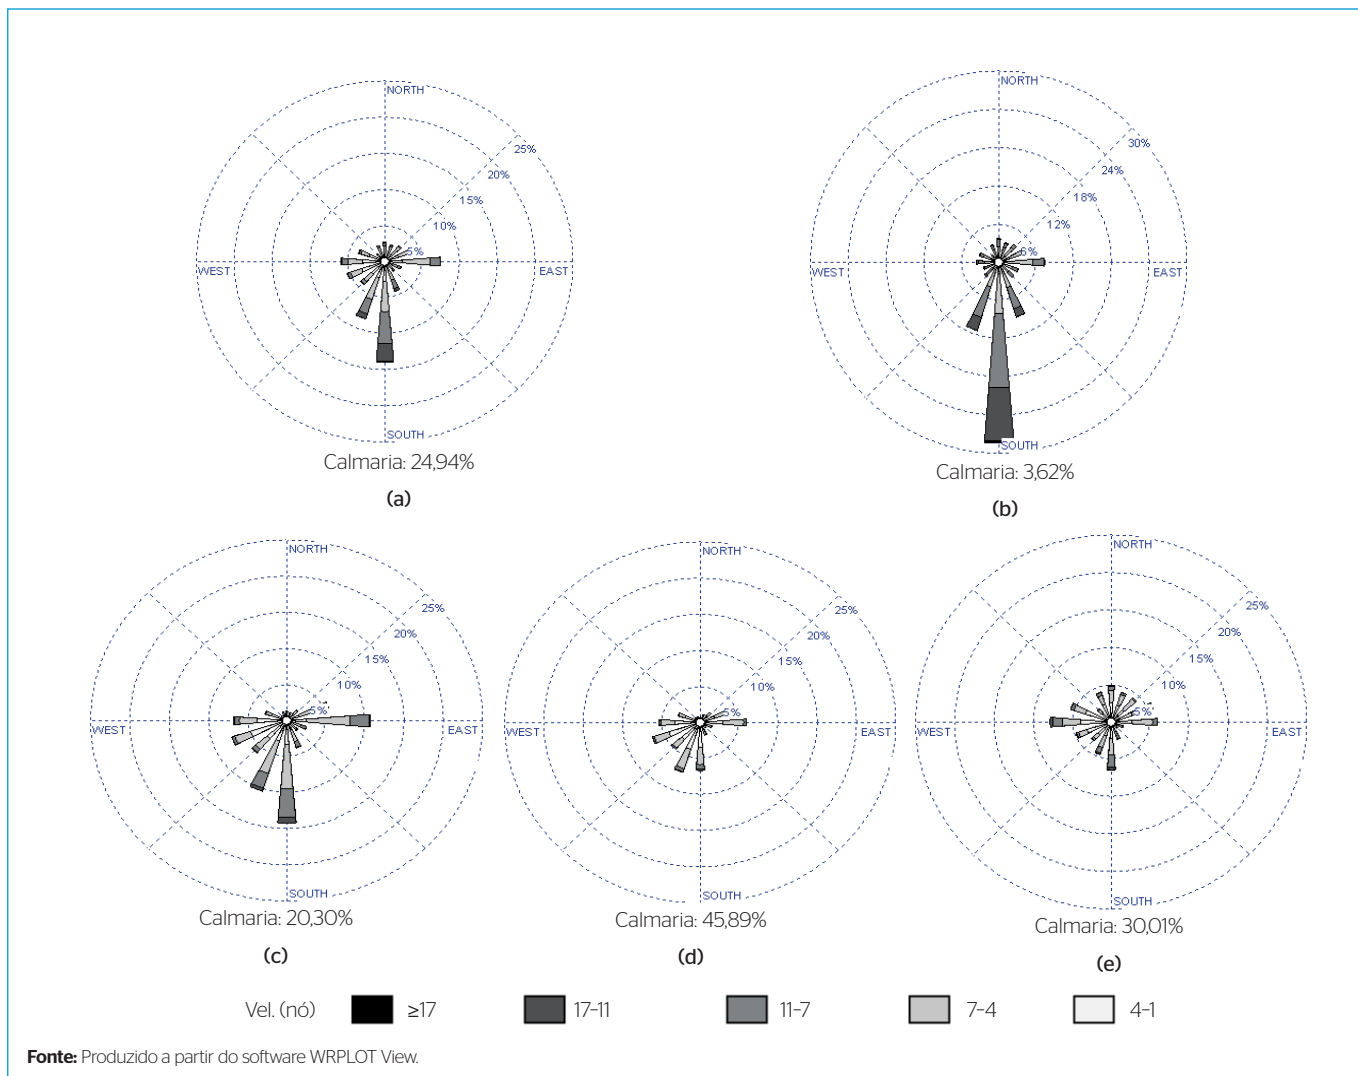 NORTH
25%
20%
15%
10%
5%
WEST
EAST
SOUTH
Calmaria: 24,94%
(a)
NORTH
30%
24%
18%
12%
6%
WEST
EAST
SOUTH
Calmaria: 3,62%
(b)
NORTH
25%
20%
15%
10%
5%
WEST
EAST
SOUTH
Calmaria: 20,30%
(c)
NORTH
25%
20%
15%
10%
5%
WEST
EAST
SOUTH
Calmaria: 45,89%
(d)
NORTH
25%
20%
15%
10%
5%
WEST
EAST
SOUTH
Calmaria: 30,01%
(e)
Vel. (nó) ≥17 17-11 11-7 7-4 4-1
Fonte: Produzido a partir do software WRPLOT View.